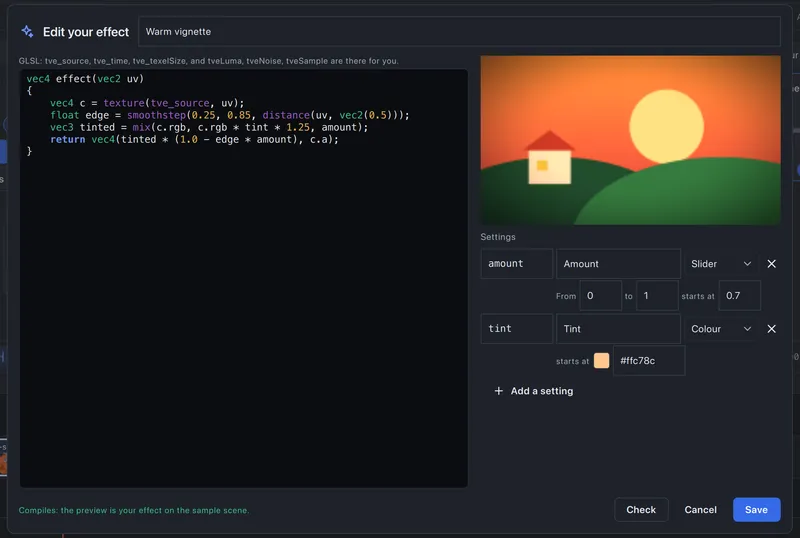 Edit your effect
Warm vignette
GLSL: tve_source, tve_time, tve_texelSize, and tveLuma, tveNoise, tveSample are there for you.
vec4 effect(vec2 uv)
{
    vec4 c = texture(tve_source, uv);
    float edge = smoothstep(0.25, 0.85, distance(uv, vec2(0.5)));
    vec3 tinted = mix(c.rgb, c.rgb * tint * 1.25, amount);
    return vec4(tinted * (1.0 - edge * amount), c.a);
}
Settings
amount Amount Slider
From 0 to 1 starts at 0.7
tint Tint Colour
starts at #ffc78c
Add a setting
Compiles: the preview is your effect on the sample scene.
Check Cancel Save